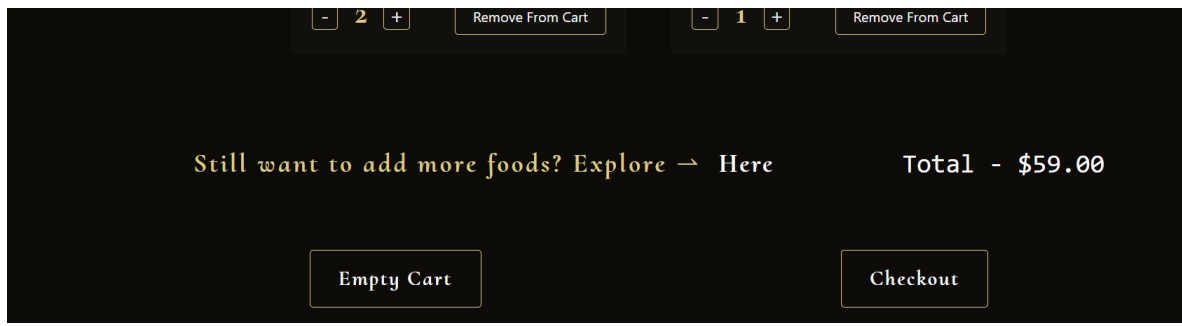 - 2 + Remove From Cart - 1 + Remove From Cart
Still want to add more foods? Explore ⇀ Here Total - $59.00
Empty Cart Checkout